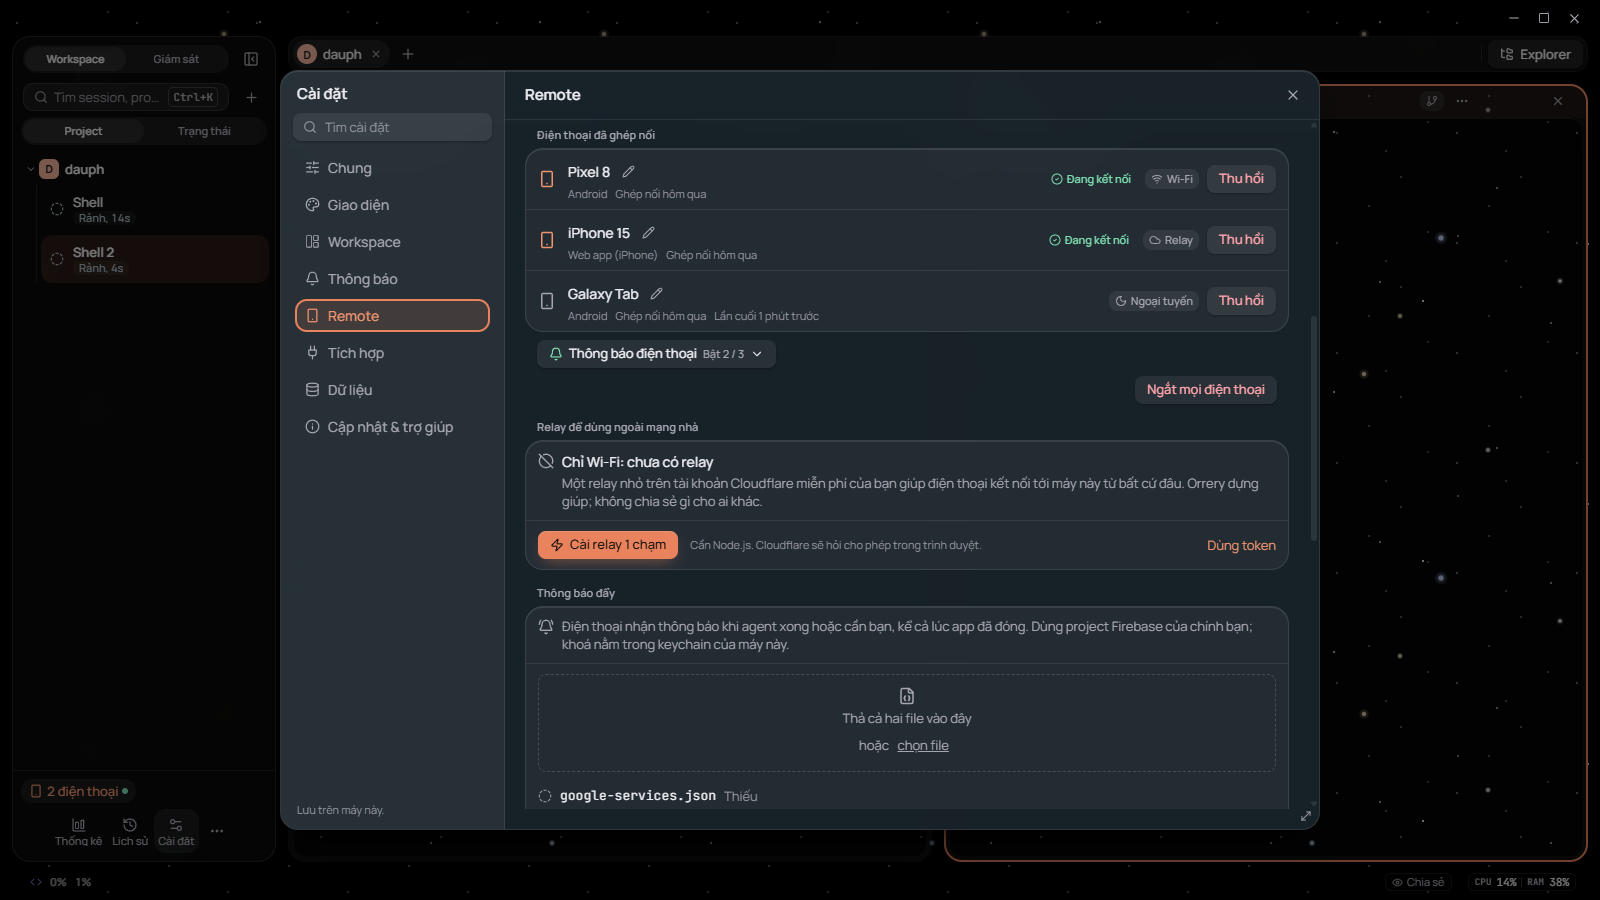 Workspace
Giám sát
D dauph
Explorer
Tìm session, pro...
Ctrl+K
Project
Trạng thái
D dauph
Shell
Rảnh, 14s
Shell 2
Rảnh, 4s
2 điện thoại
Thống kê
Lịch sử
Cài đặt
0% 1%
Chia sẻ
CPU 14% RAM 38%
Cài đặt
Tìm cài đặt
Chung
Giao diện
Workspace
Thông báo
Remote
Tích hợp
Dữ liệu
Cập nhật & trợ giúp
Lưu trên máy này.
Remote
Điện thoại đã ghép nối
Pixel 8
Android Ghép nối hôm qua
Đang kết nối
Wi-Fi
Thu hồi
iPhone 15
Web app (iPhone) Ghép nối hôm qua
Đang kết nối
Relay
Thu hồi
Galaxy Tab
Android Ghép nối hôm qua Lần cuối 1 phút trước
Ngoại tuyến
Thu hồi
Thông báo điện thoại Bật 2 / 3
Ngắt mọi điện thoại
Relay để dùng ngoài mạng nhà
Chỉ Wi-Fi: chưa có relay
Một relay nhỏ trên tài khoản Cloudflare miễn phí của bạn giúp điện thoại kết nối tới máy này từ bất cứ đâu. Orrery dựng
giúp; không chia sẻ gì cho ai khác.
Cài relay 1 chạm
Cần Node.js. Cloudflare sẽ hỏi cho phép trong trình duyệt.
Dùng token
Thông báo đẩy
Điện thoại nhận thông báo khi agent xong hoặc cần bạn, kể cả lúc app đã đóng. Dùng project Firebase của chính bạn;
khoá nằm trong keychain của máy này.
Thả cả hai file vào đây
hoặc chọn file
google-services.json Thiếu